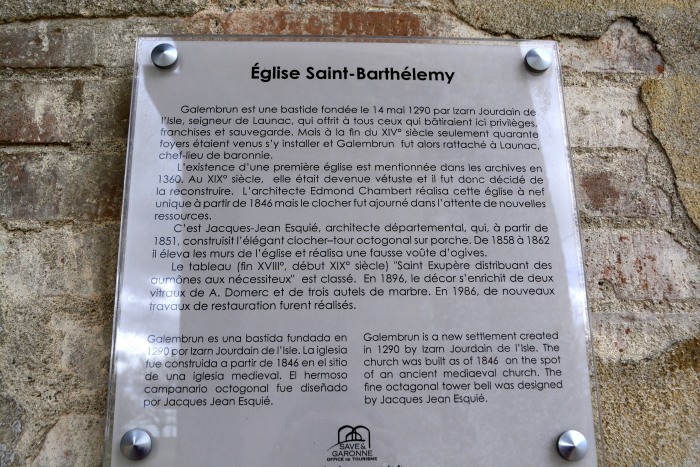 Église Saint-Barthélemy
Galembrun est une bastide fondée le 14 mai 1290 par Izarn Jourdain de
l'Isle, seigneur de Launac, qui offrit à tous ceux qui bâtiraient ici privilèges,
franchises et sauvegarde. Mais à la fin du XIV° siècle seulement quarante
foyers étaient venus s'y installer et Galembrun fut alors rattaché à Launac,
chef-lieu de baronnie.
L'existence d'une première église est mentionnée dans les archives en
1360. Au XIX° siècle, elle était devenue vétuste et il fut donc décidé de
la reconstruire. L'architecte Edmond Chambert réalisa cette église à nef
unique à partir de 1846 mais le clocher fut ajourné dans l'attente de nouvelles
ressources.
C'est Jacques-Jean Esquié, architecte départemental, qui, à partir de
1851, construisit l'élégant clocher–tour octogonal sur porche. De 1858 à 1862
il éleva les murs de l'église et réalisa une fausse voûte d'ogives.
Le tableau (fin XVIII°, début XIX° siècle) "Saint Exupère distribuant des
aumônes aux nécessiteux" est classé. En 1896, le décor s'enrichit de deux
vitraux de A. Domerc et de trois autels de marbre. En 1986, de nouveaux
travaux de restauration furent réalisés.
Galembrun es una bastida fundada en
1290 por Izarn Jourdain de l'Isle. La iglesia
fue construida a partir de 1846 en el sitio
de una iglesia medieval. El hermoso
campanario octogonal fue diseñado
por Jacques Jean Esquié.
Galembrun is a new settlement created
in 1290 by Izarn Jourdain de l'Isle. The
church was built as of 1846 on the spot
of an ancient mediaeval church. The
fine octagonal tower bell was designed
by Jacques Jean Esquié.
SAVE &
GARONNE
OFFICE DE TOURISME